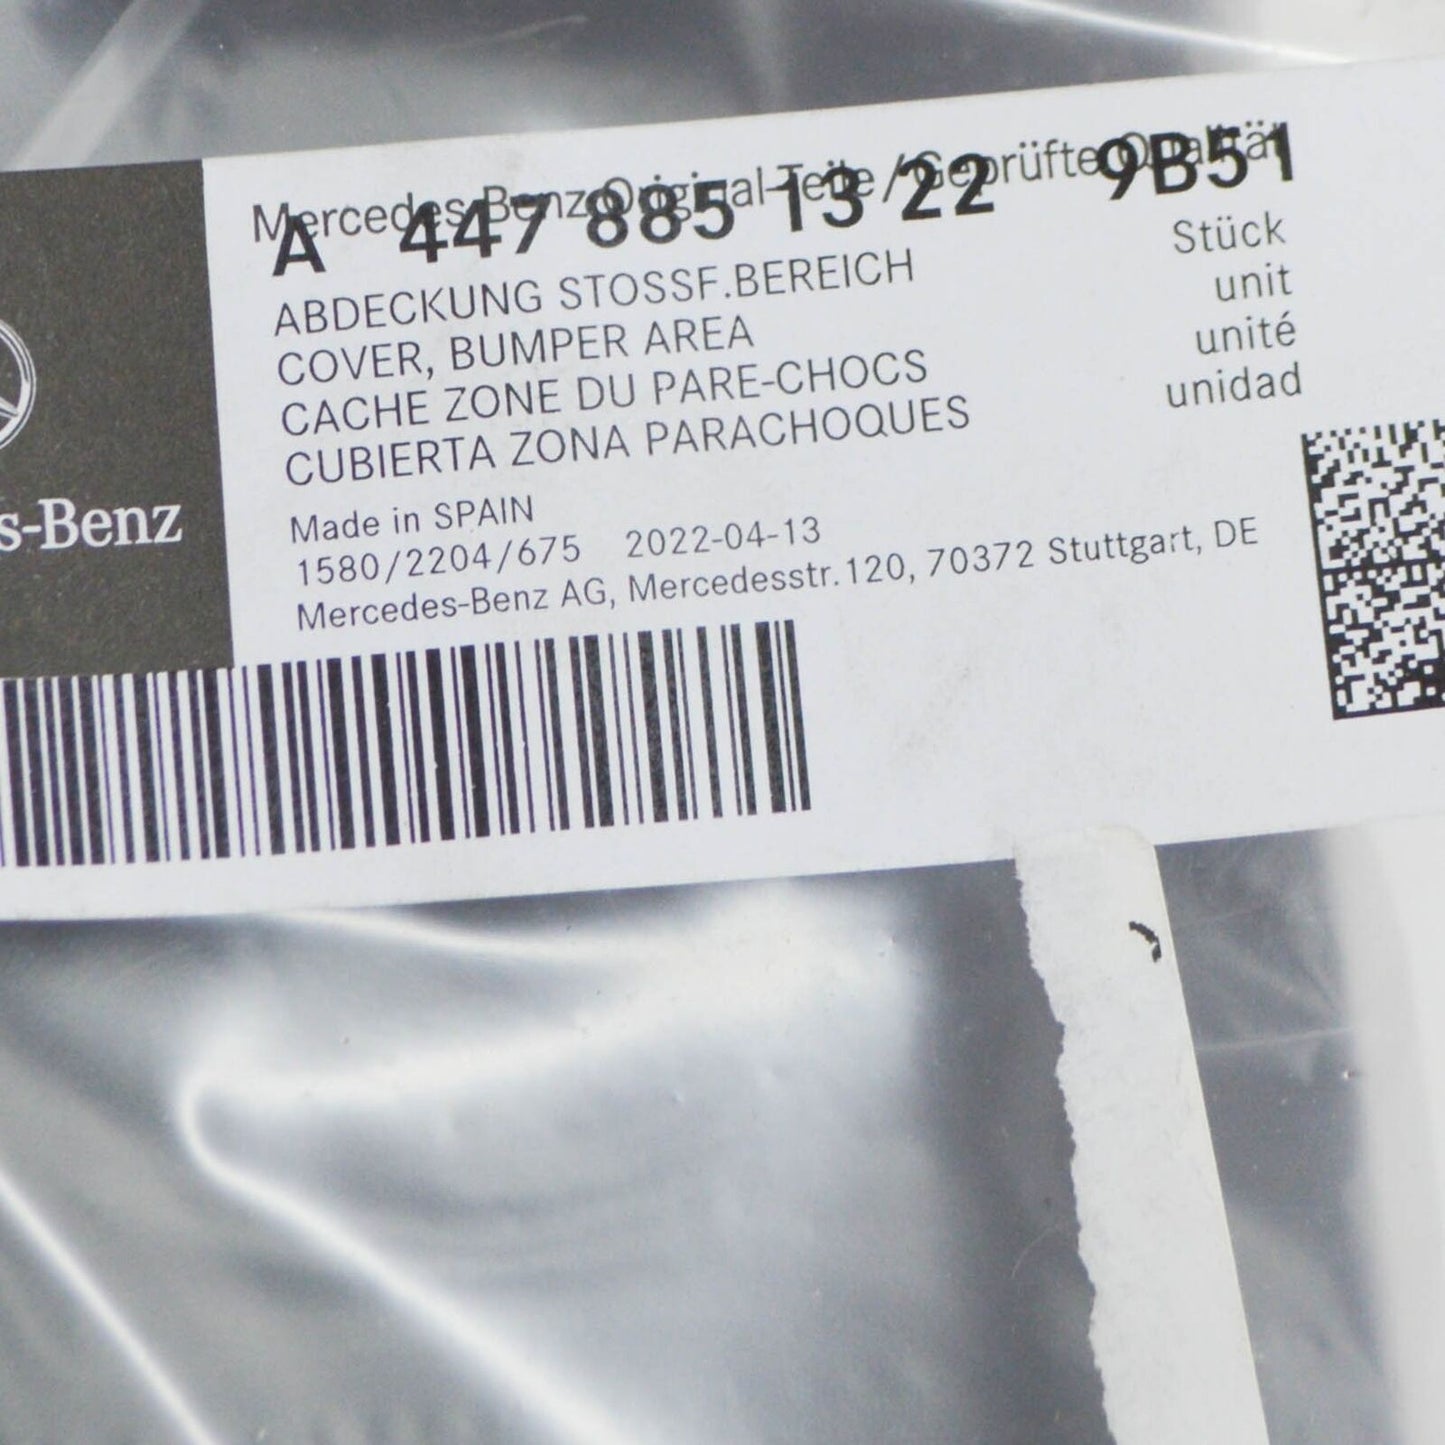 Mercedes-Benz Original-Teile / Geprüfte Qualität
A 447 885 13 22 9B51
ABDECKUNG STOSSF.BEREICH Stück
COVER, BUMPER AREA unit
CACHE ZONE DU PARE-CHOCS unité
CUBIERTA ZONA PARACHOQUES unidad
s-Benz
Made in SPAIN
1580/2204/675 2022-04-13
Mercedes-Benz AG, Mercedesstr.120, 70372 Stuttgart, DE